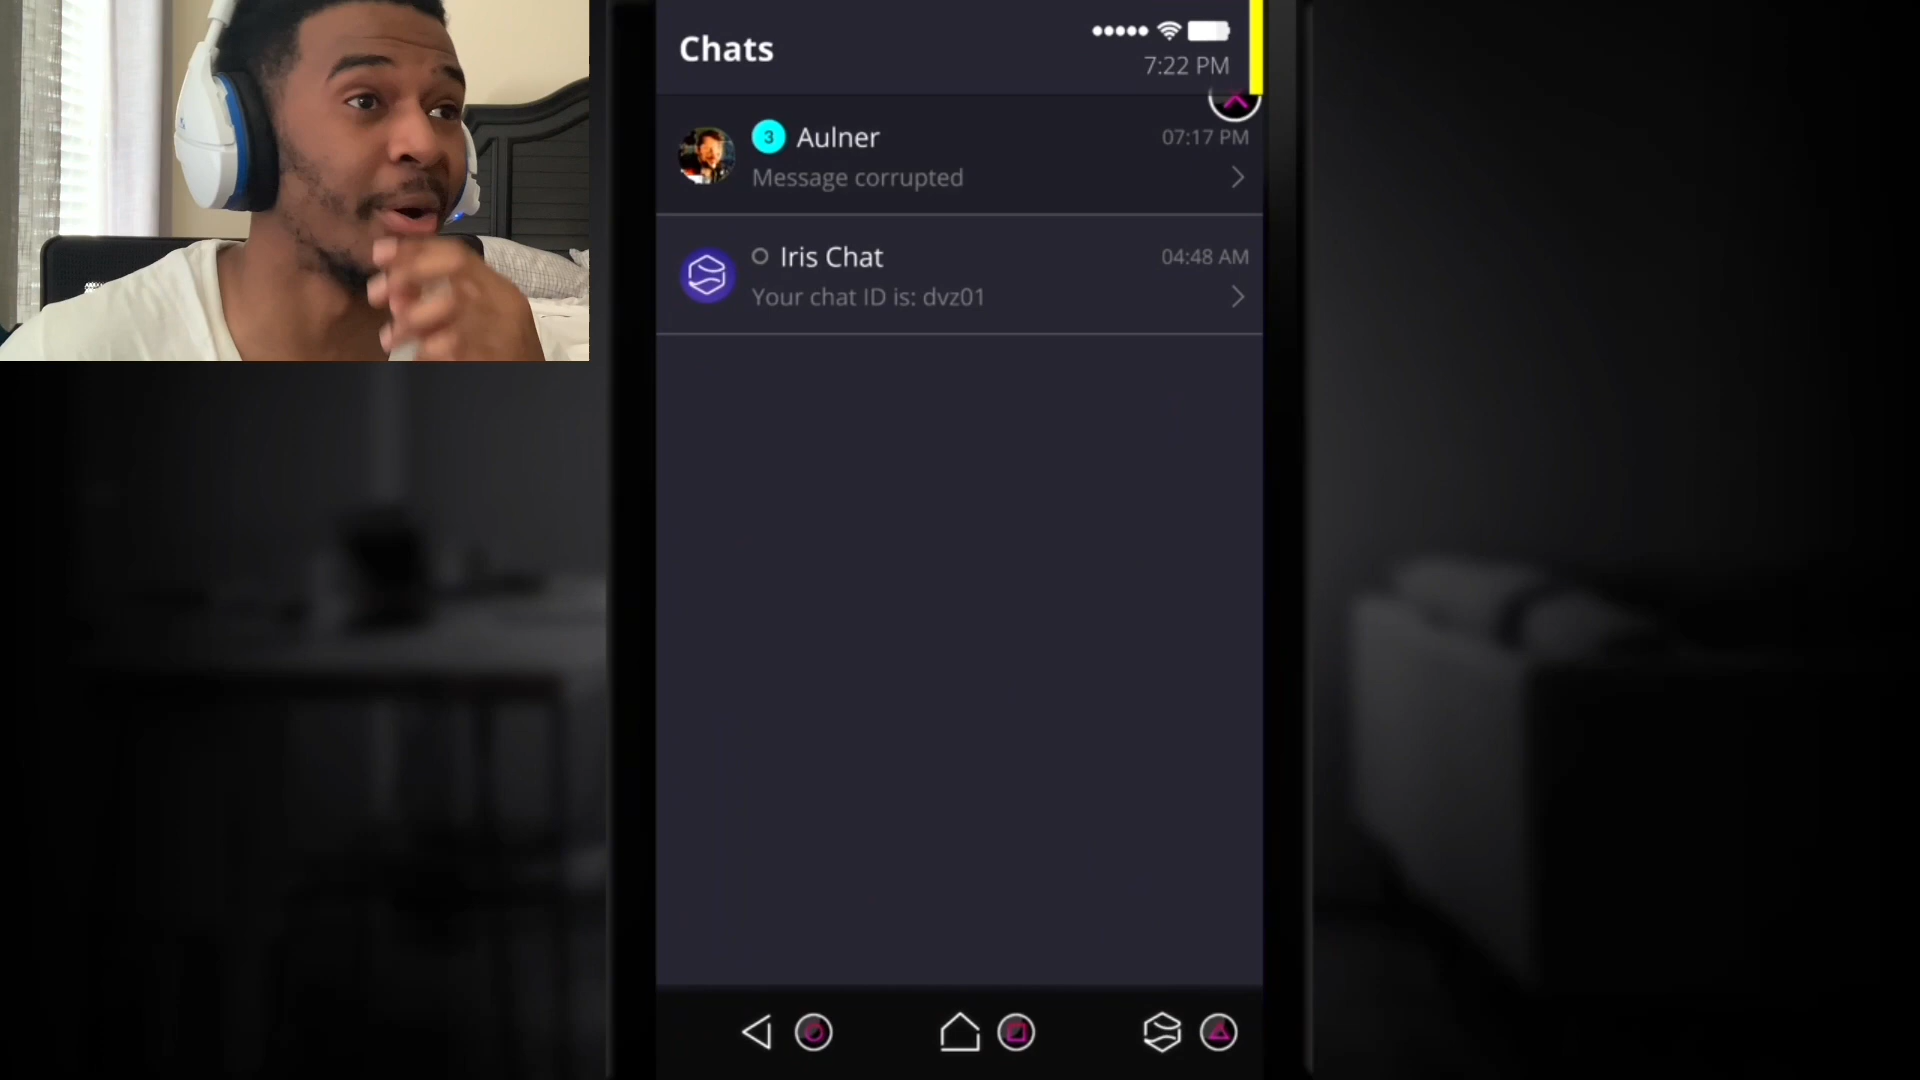 Chats
7:22 PM
3 Aulner
07:17 PM
Message corrupted
Iris Chat
04:48 AM
Your chat ID is: dvz01